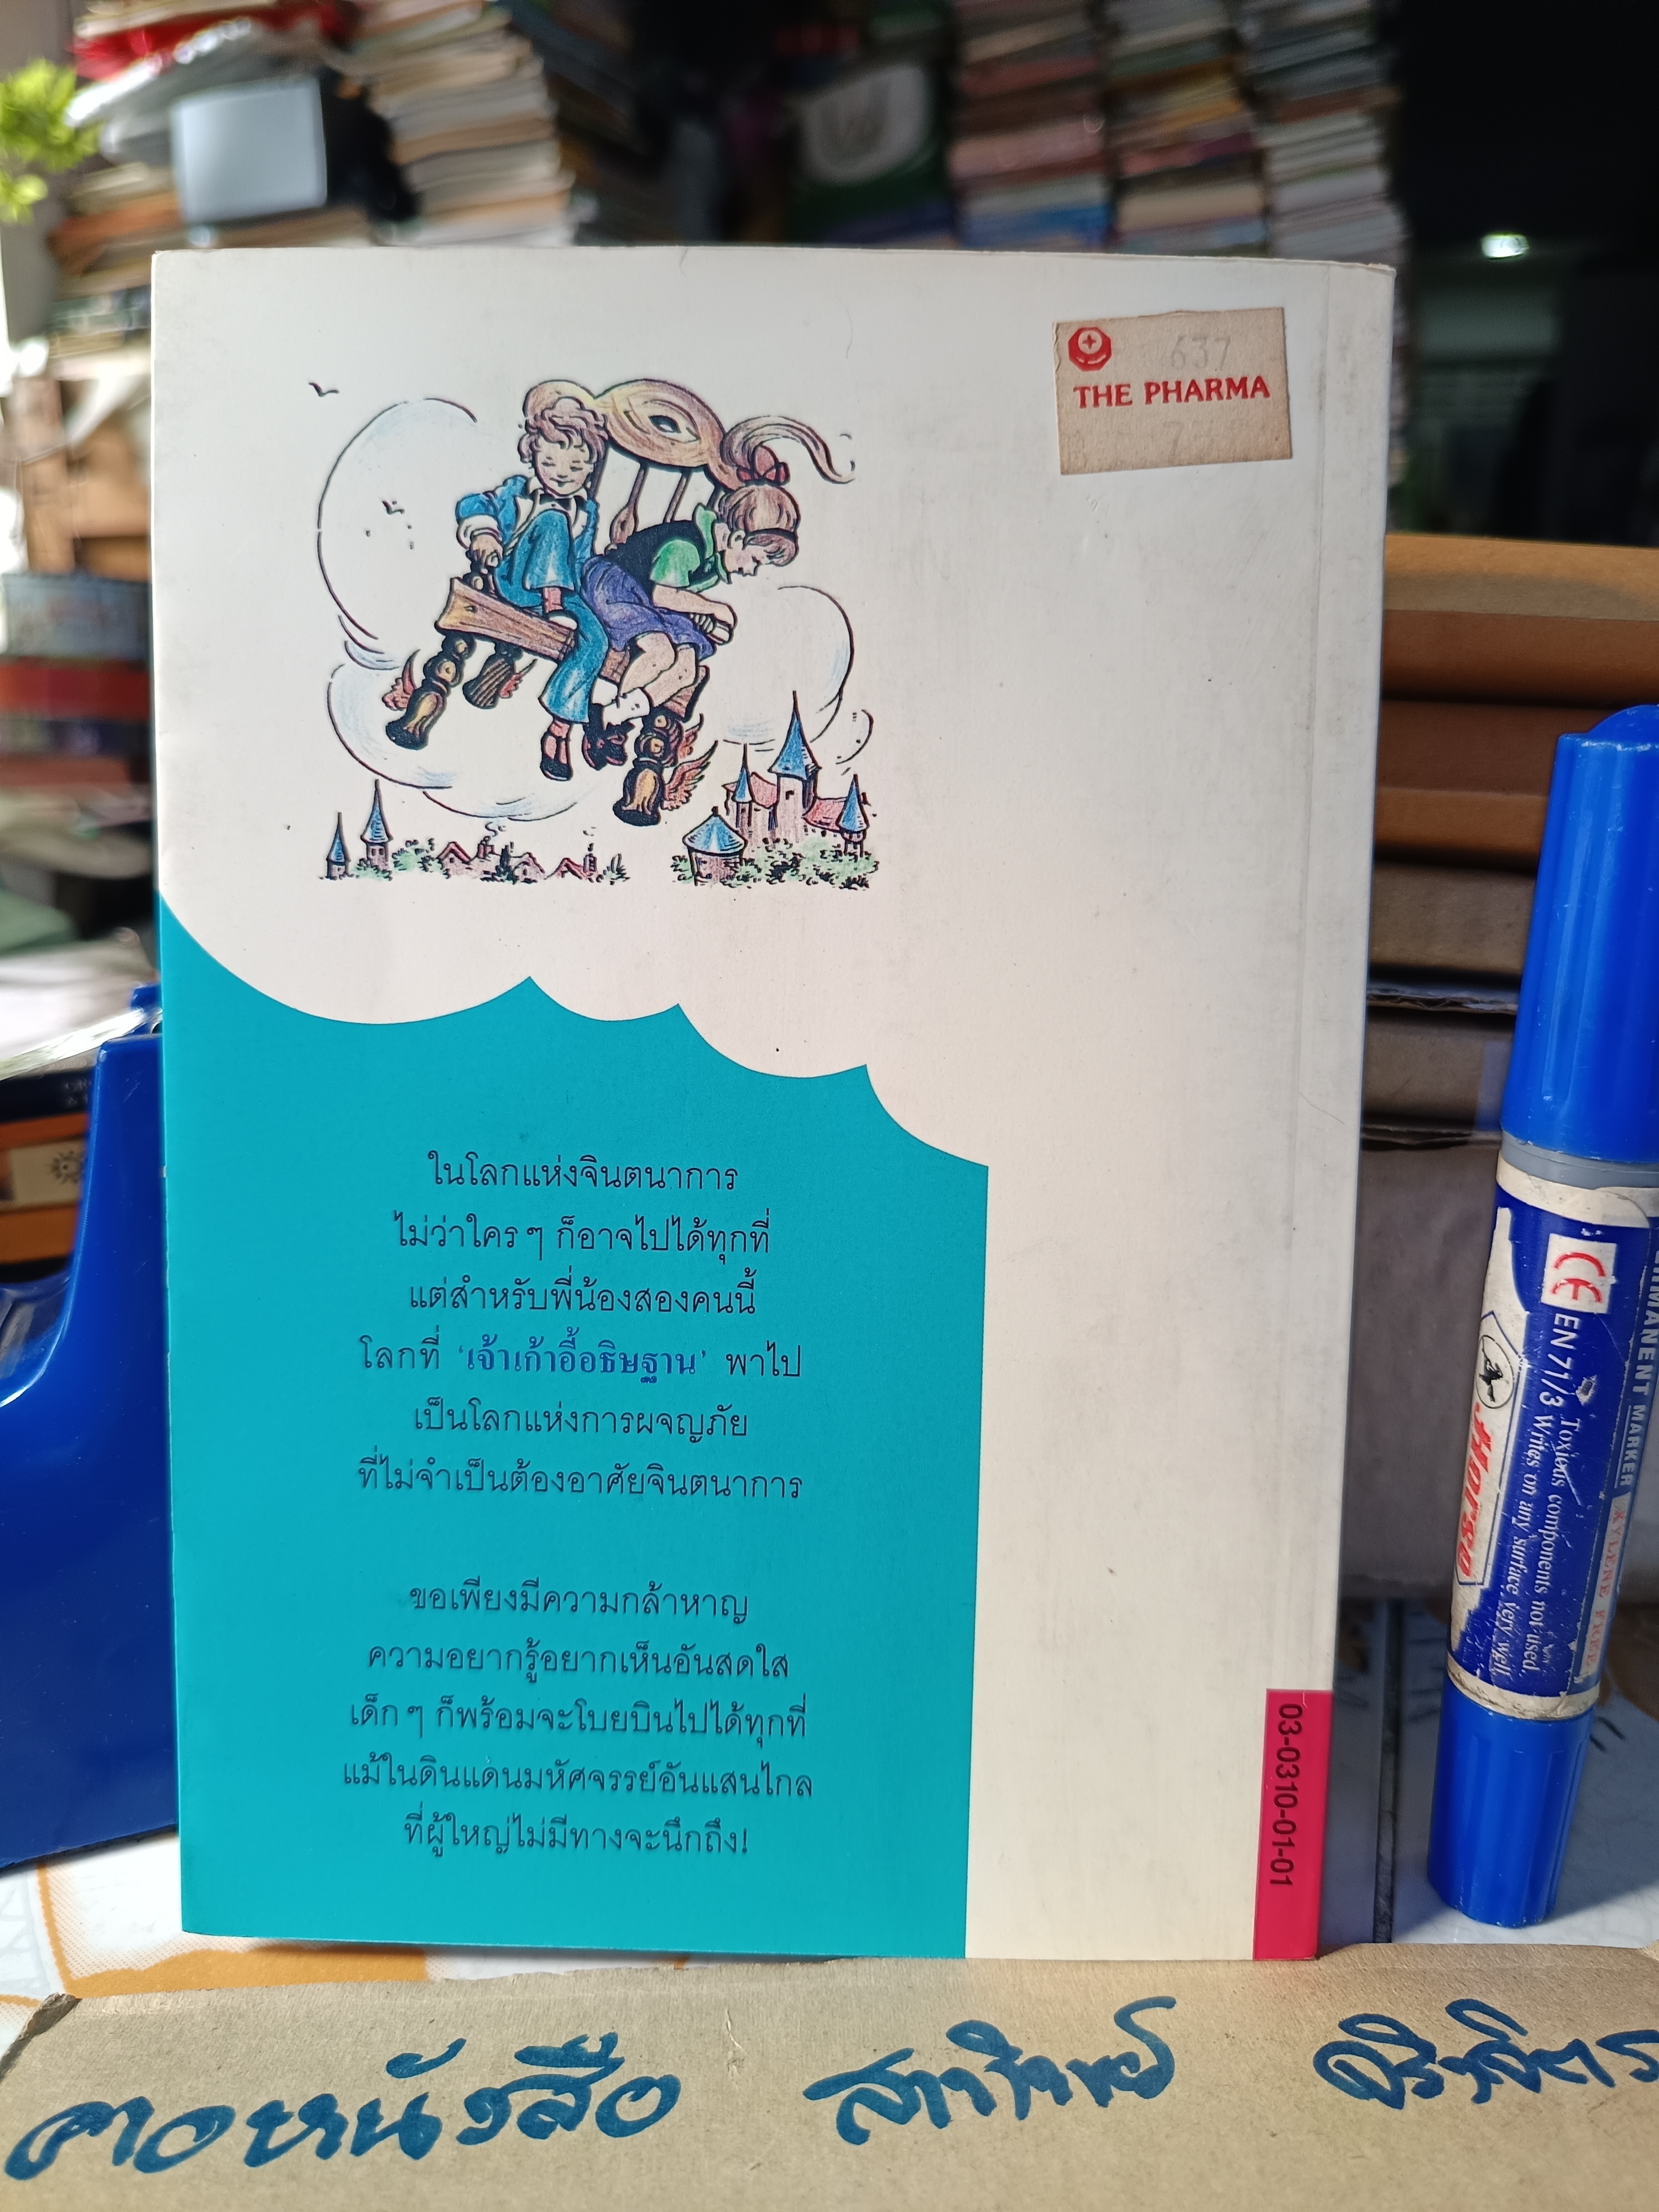 637
THE PHARMA
ในโลกแห่งจินตนาการ
ไม่ว่าใครๆ ก็อาจไปได้ทุกที่
แต่สำหรับพี่น้องสองคนนี้
โลกที่ ‘เจ้าเก้าอี้อธิษฐาน’ พาไป
เป็นโลกแห่งการผจญภัย
ที่ไม่จำเป็นต้องอาศัยจินตนาการ
ขอเพียงมีความกล้าหาญ
ความอยากรู้อยากเห็นอันสดใส
เด็กๆ ก็พร้อมจะโบยบินไปได้ทุกที่
แม้ในดินแดนมหัศจรรย์อันแสนไกล
ที่ผู้ใหญ่ไม่มีทางจะนึกถึง!
03-0310-01-01
PERMANENT MARKER XYLENE FREE
CE EN 71/3 Toxious components not used,
Writes on any surface very well.
Horse